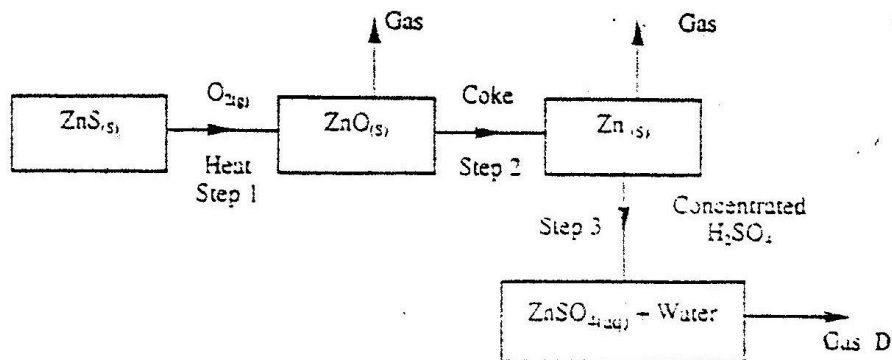 Gas
Gas
O₂(g)
Coke
ZnS(s)
ZnO(s)
Zn (s)
Heat
Step 1
Step 2
Step 3
Concentrated
H₂SO₄
ZnSO₄(aq) + Water
Gas D